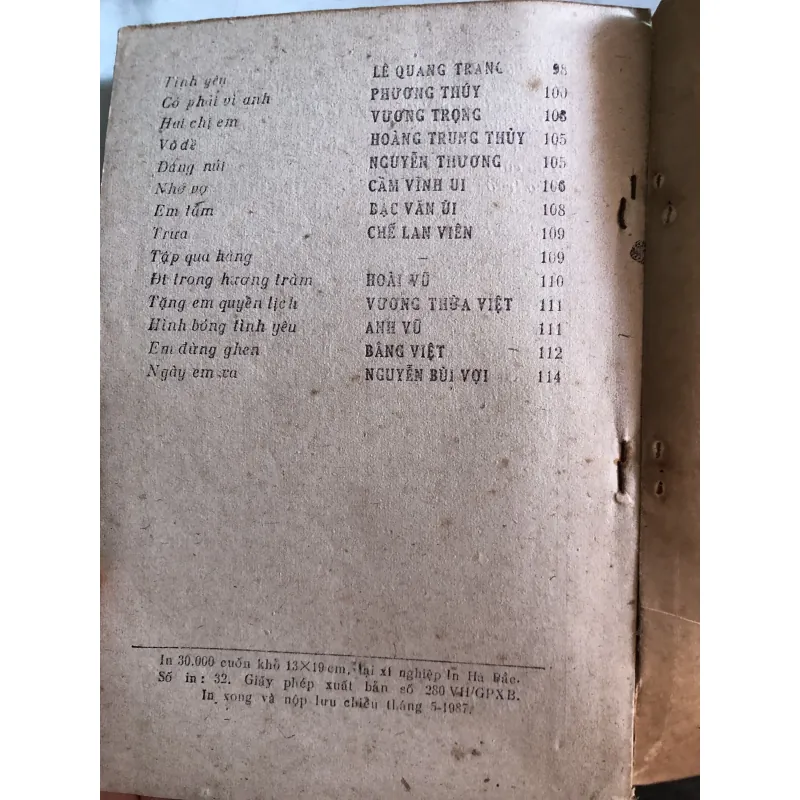 Tình yêu LÊ QUANG TRANG 98
Có phải vì anh PHƯƠNG THÚY 100
Hai chị em VƯƠNG TRỌNG 103
Vô đề HOÀNG TRUNG THỦY 105
Dáng núi NGUYỄN THƯƠNG 105
Nhớ vợ CẦM VĨNH UI 106
Em tắm BẠC VĂN ÙI 108
Trưa CHẾ LAN VIÊN 109
Tập qua hàng – 109
Đi trong hương tràm HOÀI VŨ 110
Tặng em quyển lịch VƯƠNG THỪA VIỆT 111
Hình bóng tình yêu ANH VŨ 111
Em đừng ghen BẰNG VIỆT 112
Ngày em xa NGUYỄN BÙI VỢI 114
In 30.000 cuốn khổ 13×19 cm, tại xí nghiệp In Hà Bắc.
Số in: 32. Giấy phép xuất bản số 280 VH/GPXB.
In xong và nộp lưu chiểu tháng 5-1987.